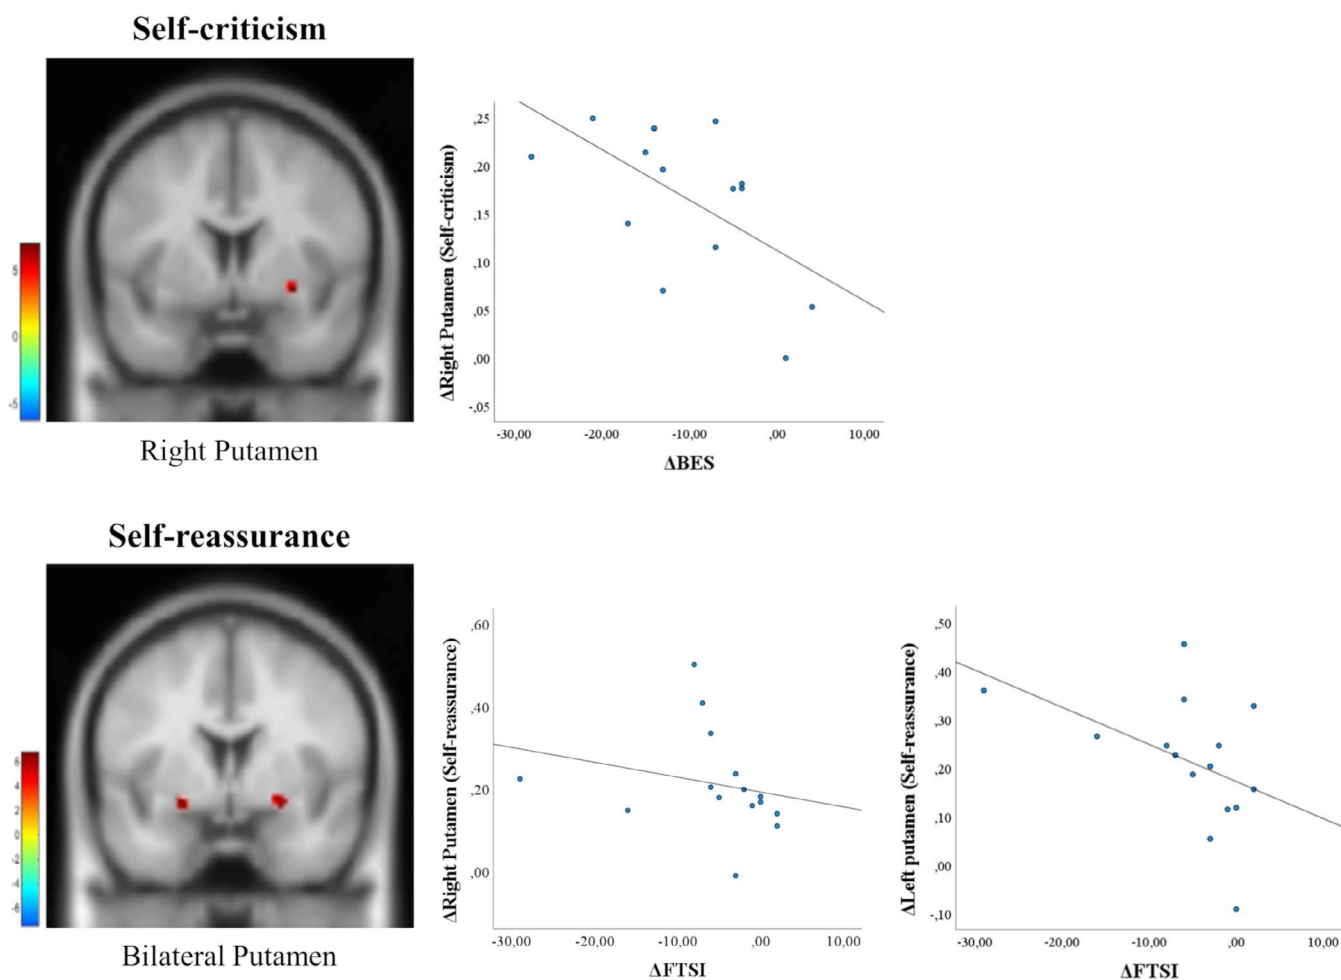 Self-criticism
5
0
-5
Right Putamen
ΔRight Putamen (Self-criticism)
,25
,20
,15
,10
,05
,00
-,05
-30,00 -20,00 -10,00 ,00 10,00
ΔBES
Self-reassurance
6
4
2
0
-2
-4
-6
Bilateral Putamen
ΔRight Putamen (Self-reassurance)
,60
,40
,20
,00
-30,00 -20,00 -10,00 ,00 10,00
ΔFTSI
ΔLeft putamen (Self-reassurance)
,50
,40
,30
,20
,10
,00
-,10
-30,00 -20,00 -10,00 ,00 10,00
ΔFTSI